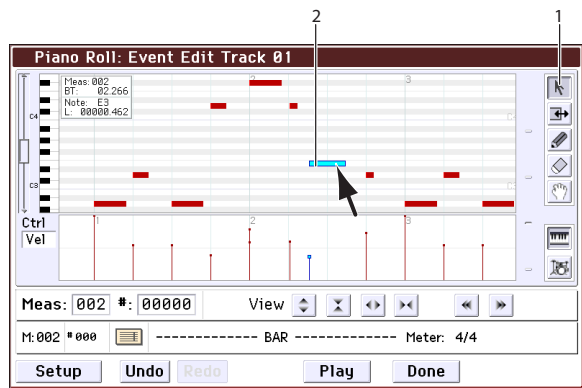 2
1
Piano Roll: Event Edit Track 01
Meas: 002
BT: 02.266
Note: E3
L: 00000.462
2
3
C4
C4
C3
C3
Ctrl
Vel
1
2
3
Meas: 002 #: 00000 View
M:002 #000 --------------- BAR --------------- Meter: 4/4
Setup Undo Redo Play Done